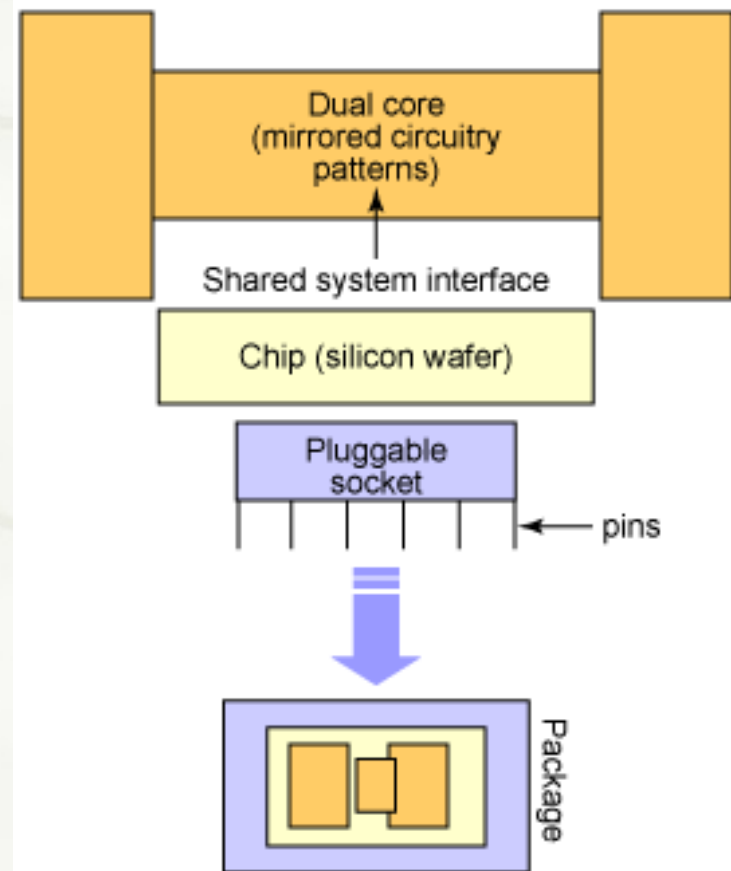 Dual core
(mirrored circuitry
patterns)
Shared system interface
Chip (silicon wafer)
Pluggable
socket
pins
Package